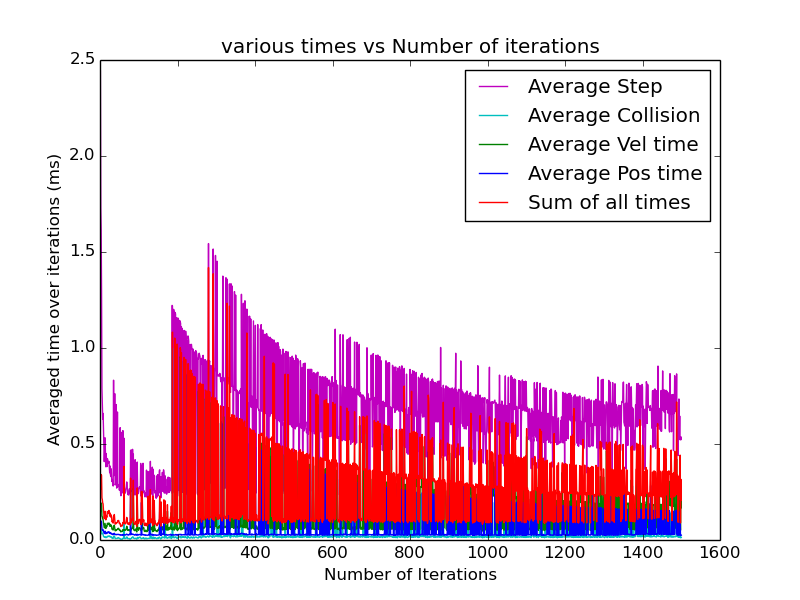 various times vs Number of iterations
2.5
2.0
1.5
1.0
0.5
0.0
Averaged time over iterations (ms)
Average Step
Average Collision
Average Vel time
Average Pos time
Sum of all times
0 200 400 600 800 1000 1200 1400 1600
Number of Iterations